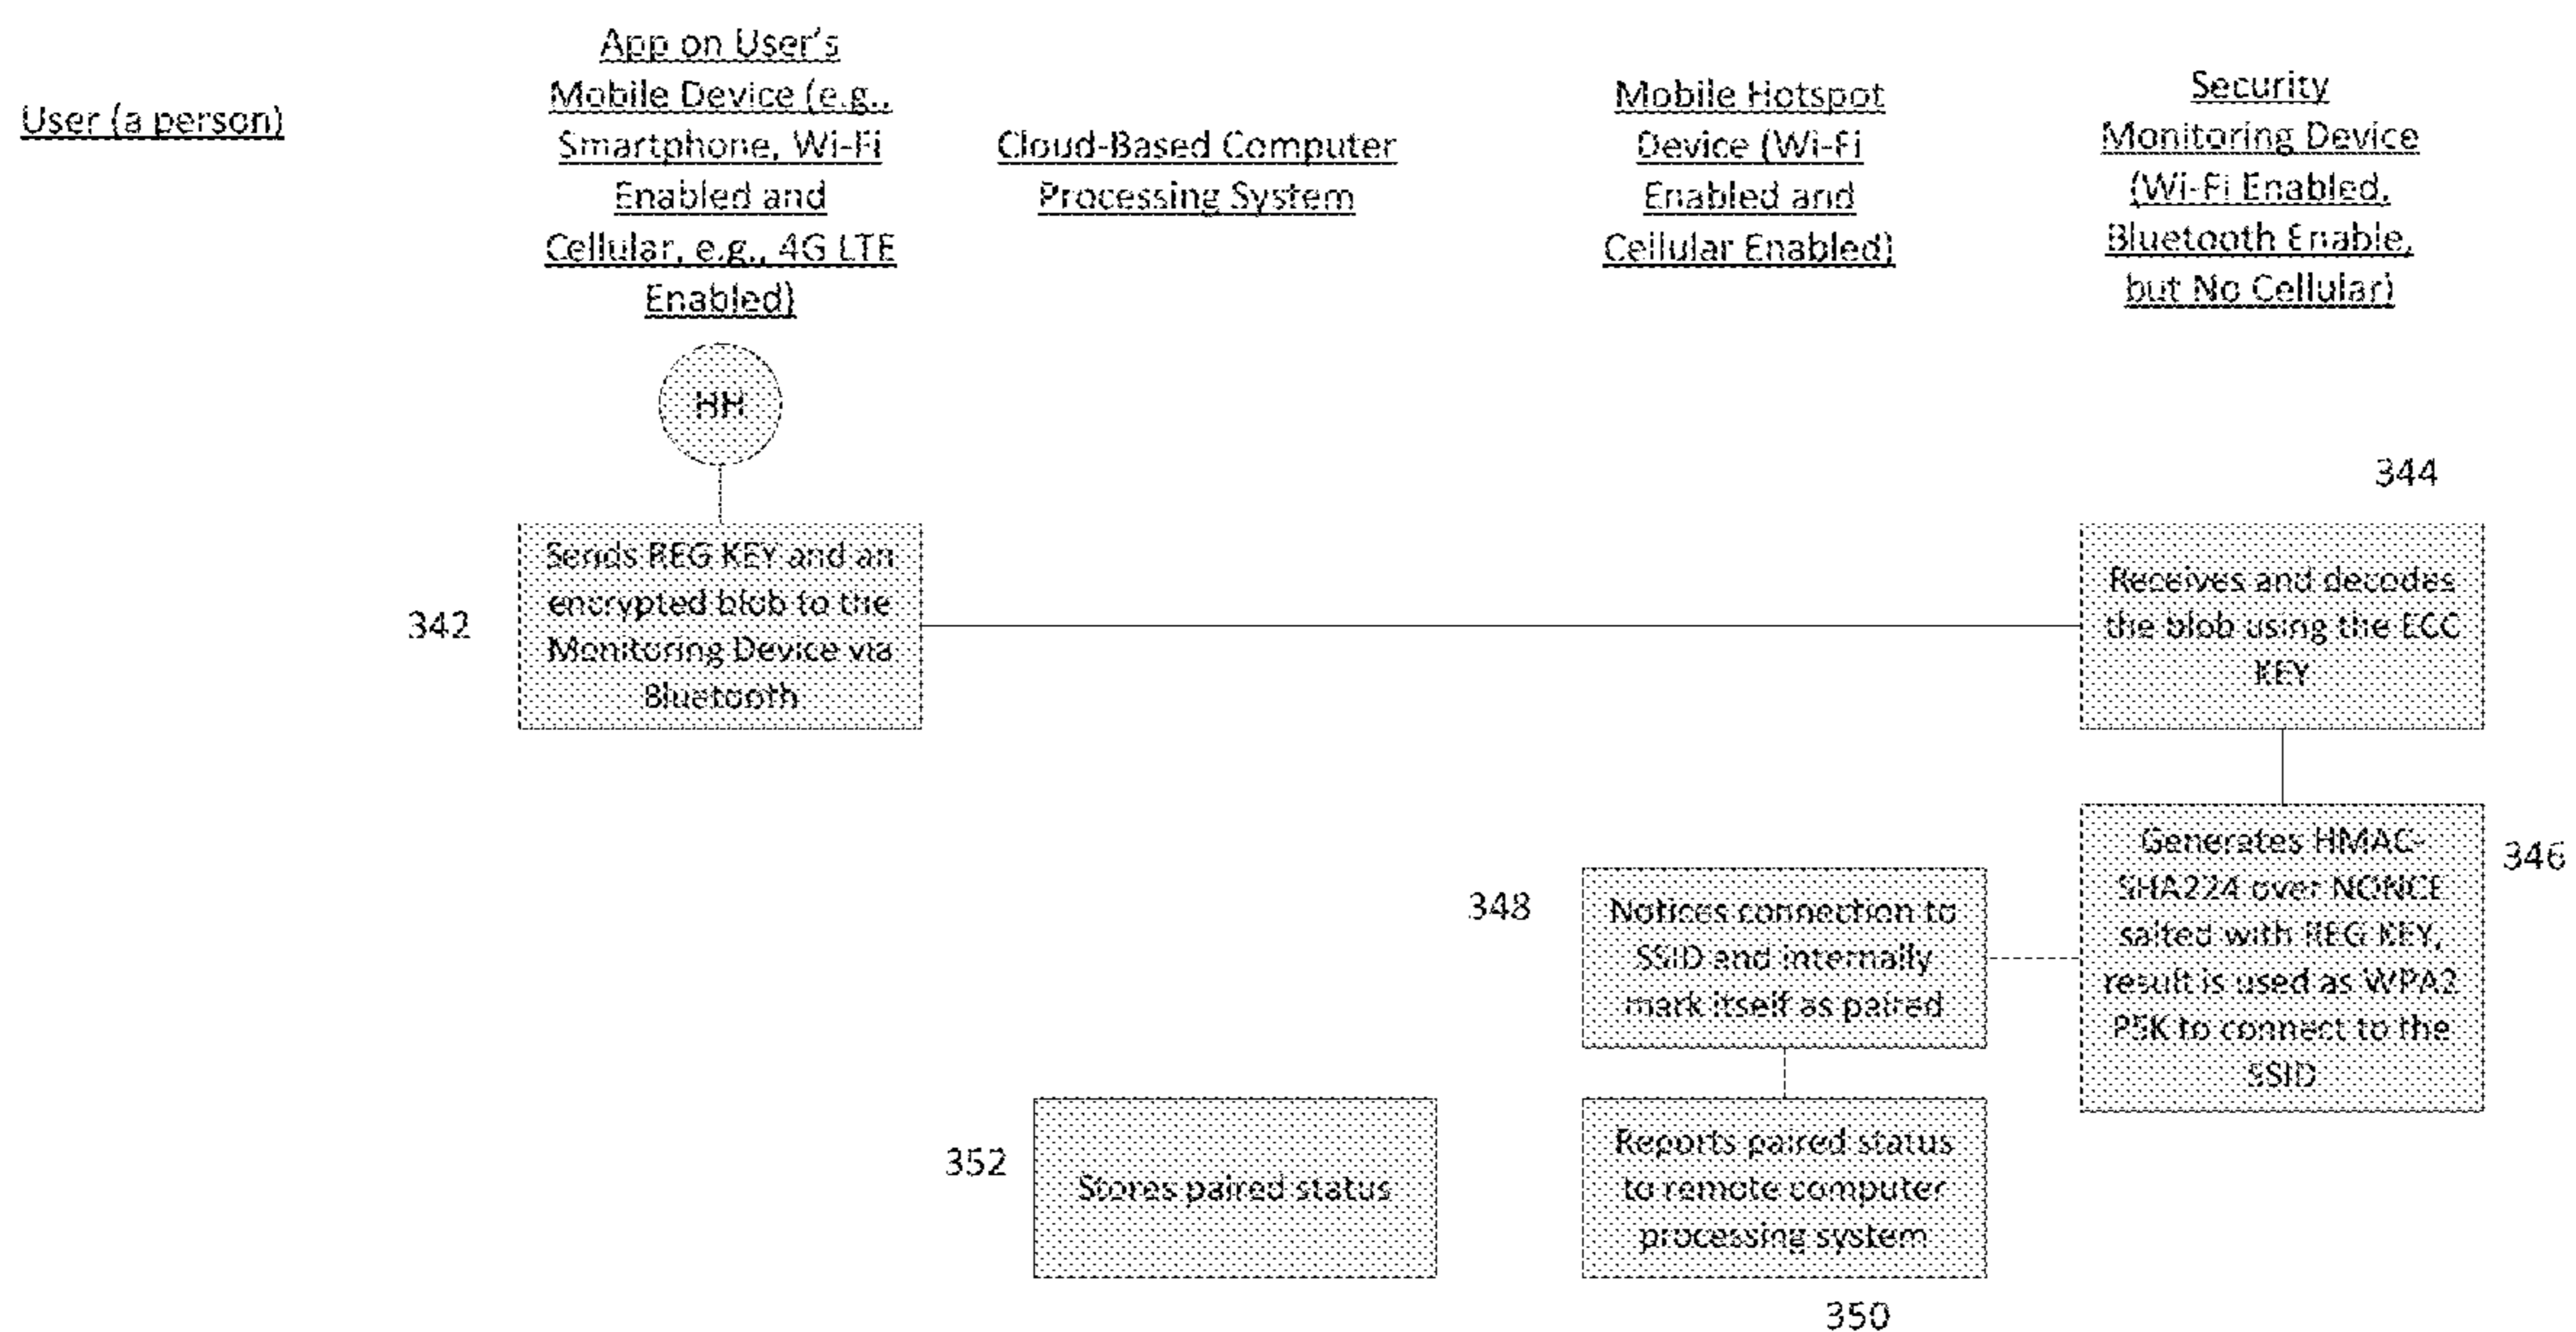 User (a person)
App on User's
Mobile Device (e.g.,
Smartphone, Wi-Fi
Enabled and
Cellular, e.g., 4G LTE
Enabled)
Cloud-Based Computer
Processing System
Mobile Hotspot
Device (Wi-Fi
Enabled and
Cellular Enabled)
Security
Monitoring Device
(Wi-Fi Enabled,
Bluetooth Enable,
but No Cellular)
HH
342
Sends REG KEY and an
encrypted blob to the
Monitoring Device via
Bluetooth
344
Receives and decodes
the blob using the ECC
KEY
346
Generates HMAC-
SHA224 over NONCE
salted with REG KEY,
result is used as WPA2
PSK to connect to the
SSID
348
Notices connection to
SSID and internally
mark itself as paired
350
Reports paired status
to remote computer
processing system
352
Stores paired status